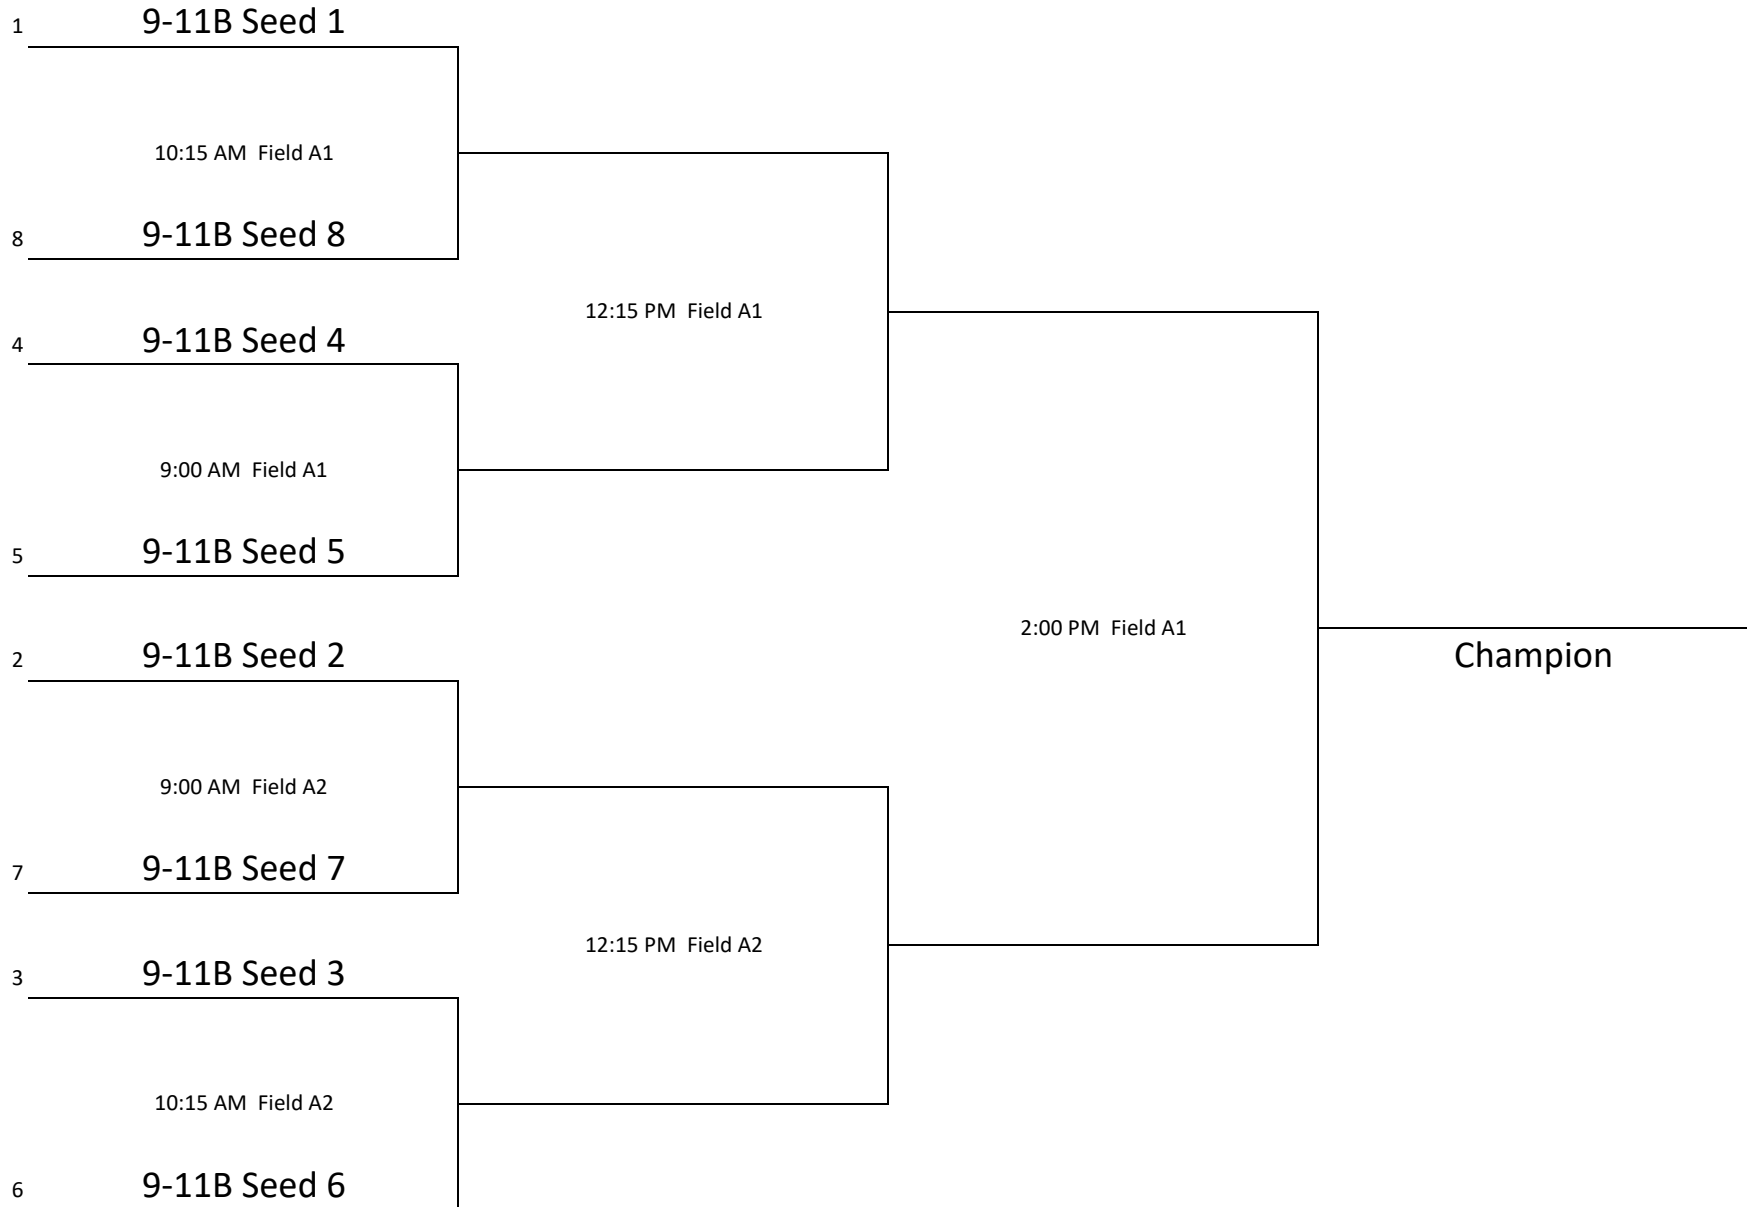 1 9-11B Seed 1
10:15 AM Field A1
8 9-11B Seed 8
12:15 PM Field A1
4 9-11B Seed 4
9:00 AM Field A1
5 9-11B Seed 5
2:00 PM Field A1
2 9-11B Seed 2
Champion
9:00 AM Field A2
7 9-11B Seed 7
12:15 PM Field A2
3 9-11B Seed 3
10:15 AM Field A2
6 9-11B Seed 6